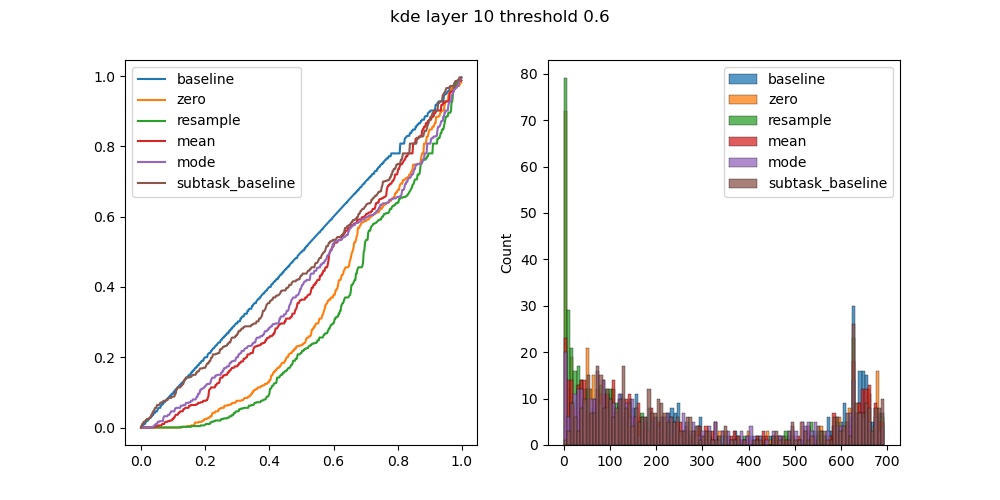 kde layer 10 threshold 0.6
baseline
zero
resample
mean
mode
subtask_baseline
1.0
0.8
0.6
0.4
0.2
0.0
0.0 0.2 0.4 0.6 0.8 1.0
baseline
zero
resample
mean
mode
subtask_baseline
Count
80
70
60
50
40
30
20
10
0
0 100 200 300 400 500 600 700